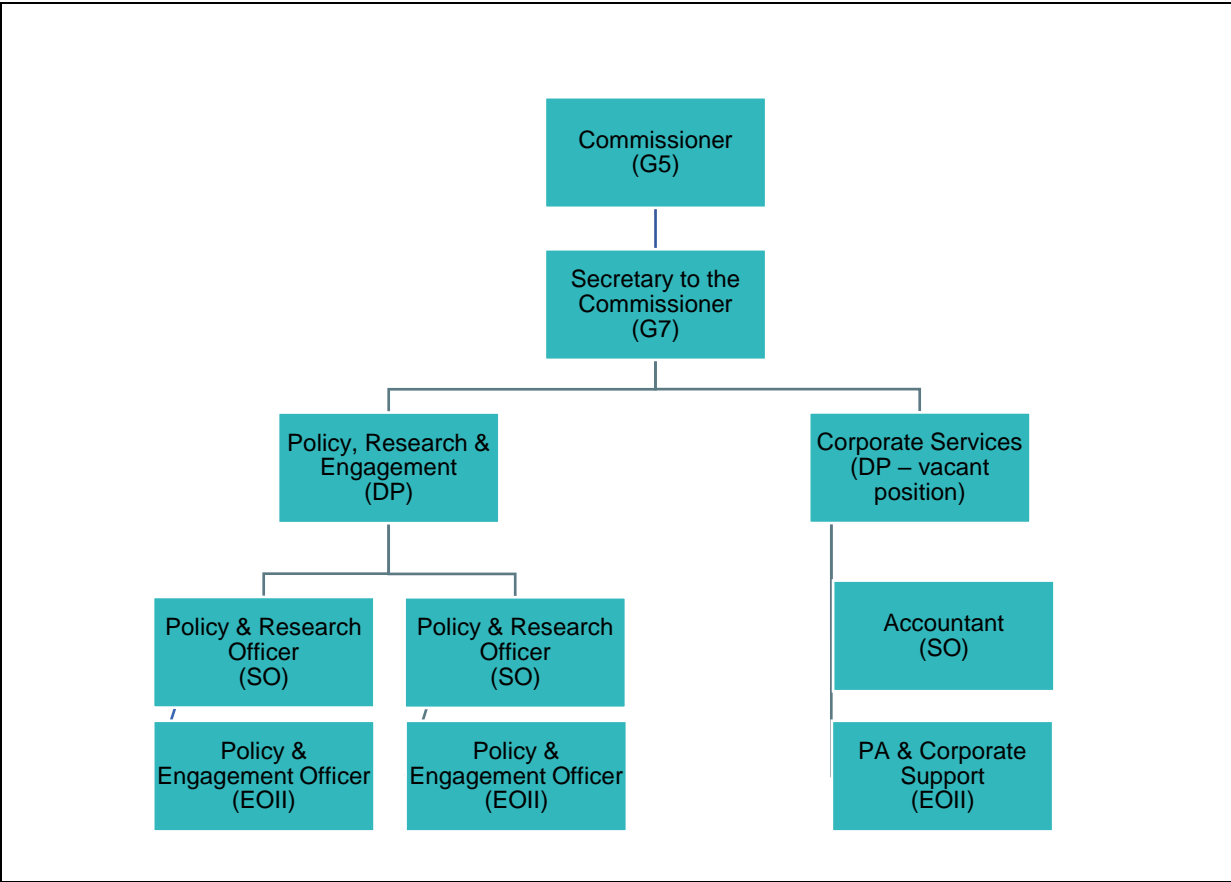 Commissioner
(G5)
Secretary to the
Commissioner
(G7)
Policy, Research &
Engagement
(DP)
Corporate Services
(DP – vacant
position)
Policy & Research
Officer
(SO)
Policy & Research
Officer
(SO)
Accountant
(SO)
Policy &
Engagement Officer
(EOII)
Policy &
Engagement Officer
(EOII)
PA & Corporate
Support
(EOII)